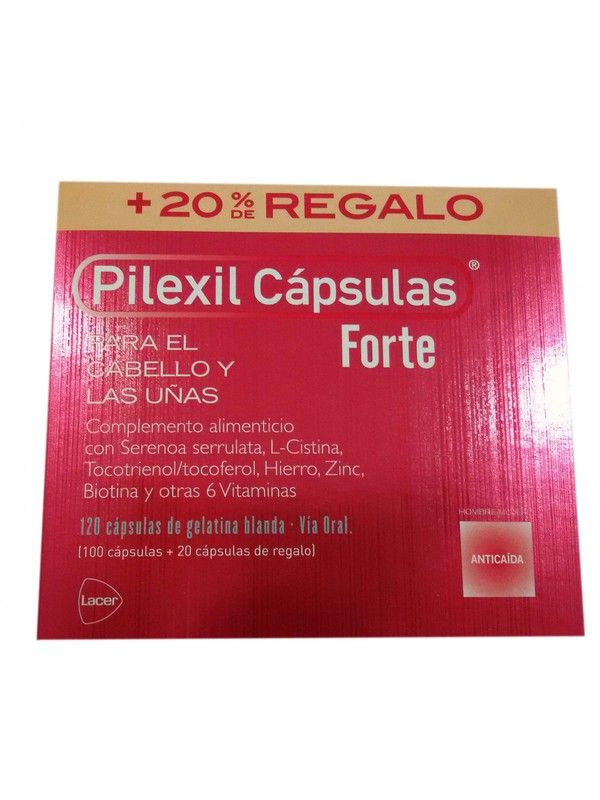 + 20% DE REGALO
Pilexil Cápsulas®
Forte
PARA EL
CABELLO Y
LAS UÑAS
Complemento alimenticio
con Serenoa serrulata, L-Cistina,
Tocotrienol/tocoferol, Hierro, Zinc,
Biotina y otras 6 Vitaminas
120 cápsulas de gelatina blanda · Vía Oral.
(100 cápsulas + 20 cápsulas de regalo)
HOMBRE-MUJER
ANTICAÍDA
Lacer